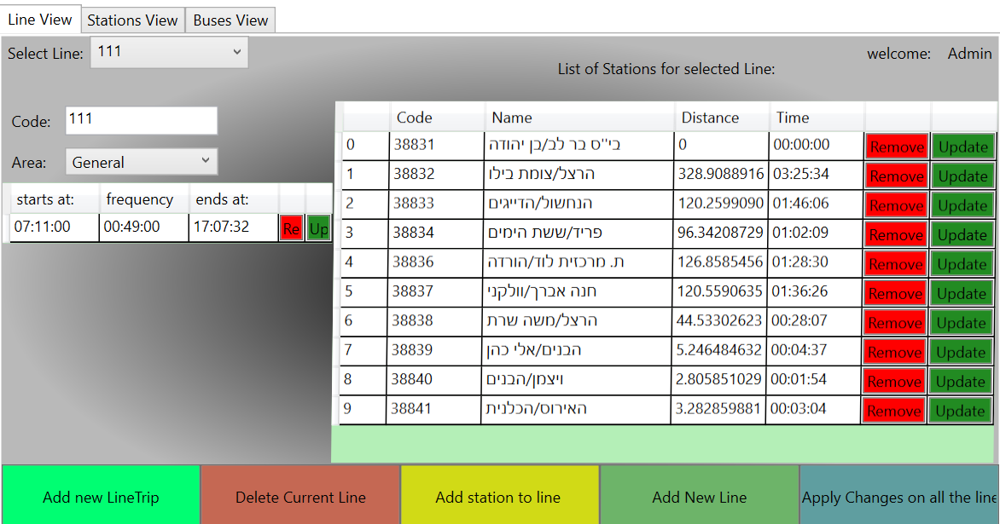 Line View Stations View Buses View
Select Line: 111 welcome: Admin
List of Stations for selected Line:
Code: 111
Area: General
starts at: frequency ends at:
07:11:00 00:49:00 17:07:32 Re Up
Code Name Distance Time
0 38831 בי''ס בר לב/בן יהודה 0 00:00:00 Remove Update
1 38832 הרצל/צומת בילו 328.9088916 03:25:34 Remove Update
2 38833 הנחשול/הדייגים 120.2599090 01:46:06 Remove Update
3 38834 פריד/ששת הימים 96.34208729 01:02:09 Remove Update
4 38836 ת. מרכזית לוד/הורדה 126.8585456 01:28:30 Remove Update
5 38837 חנה אברך/וולקני 120.5590635 01:36:26 Remove Update
6 38838 הרצל/משה שרת 44.53302623 00:28:07 Remove Update
7 38839 הבנים/אלי כהן 5.246484632 00:04:37 Remove Update
8 38840 ויצמן/הבנים 2.805851029 00:01:54 Remove Update
9 38841 האירוס/הכלנית 3.282859881 00:03:04 Remove Update
Add new LineTrip Delete Current Line Add station to line Add New Line Apply Changes on all the line